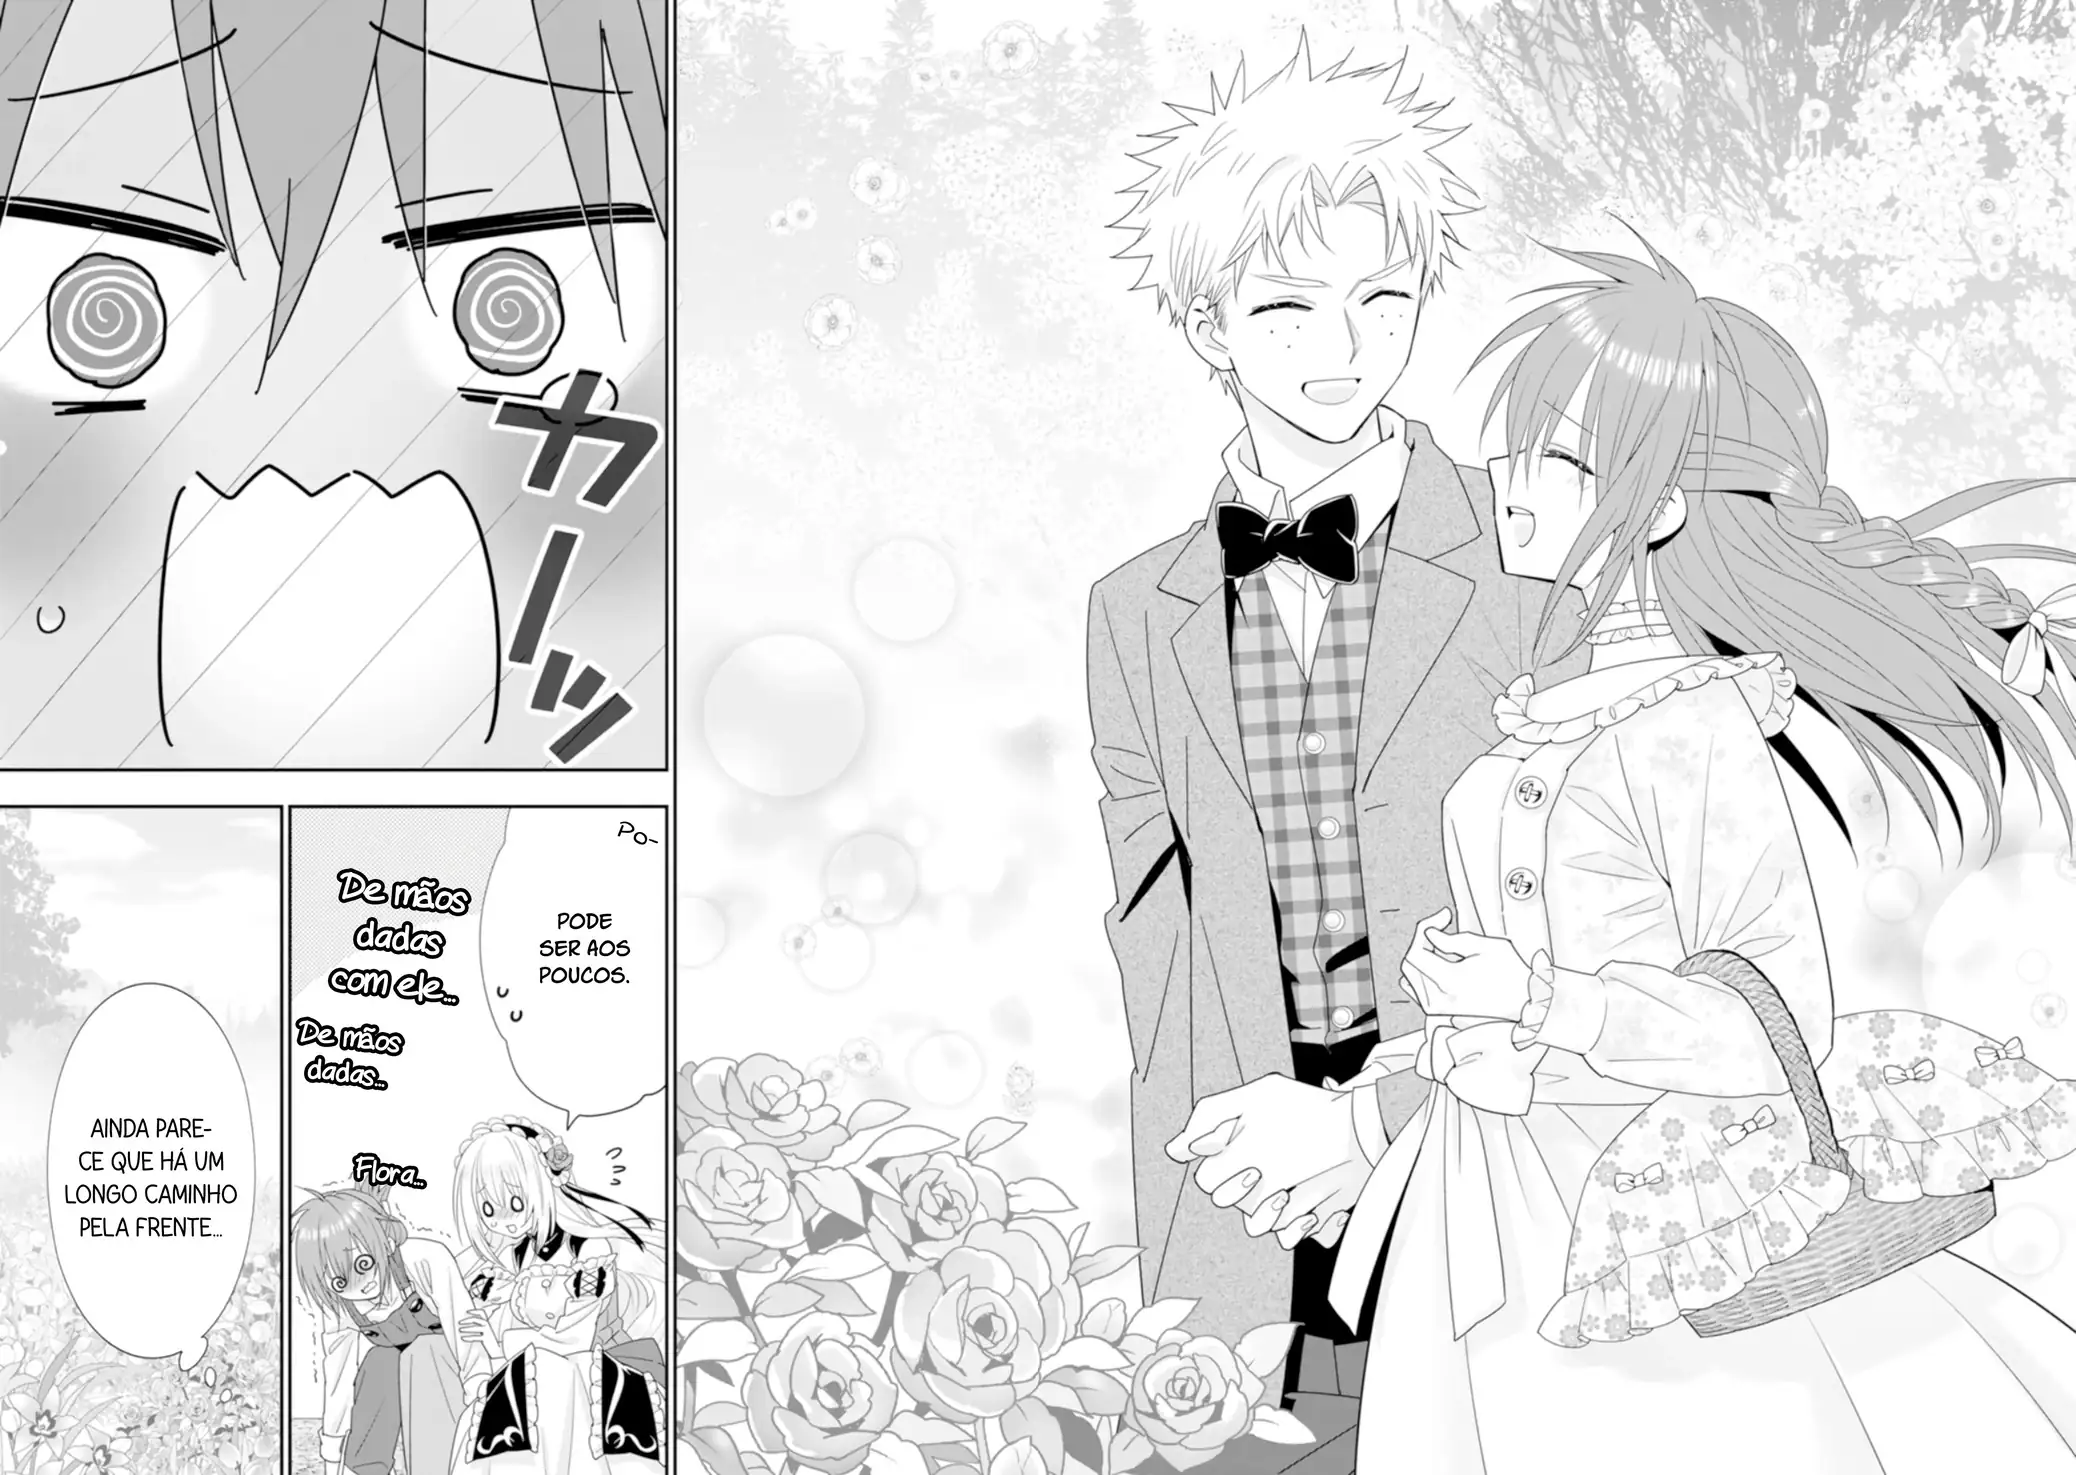 カーッ
PO-
PODE
SER AOS
POUCOS.
De mãos
dadas
com ele...
De mãos
dadas...
Flora...
AINDA PARE-
CE QUE HÁ UM
LONGO CAMINHO
PELA FRENTE...